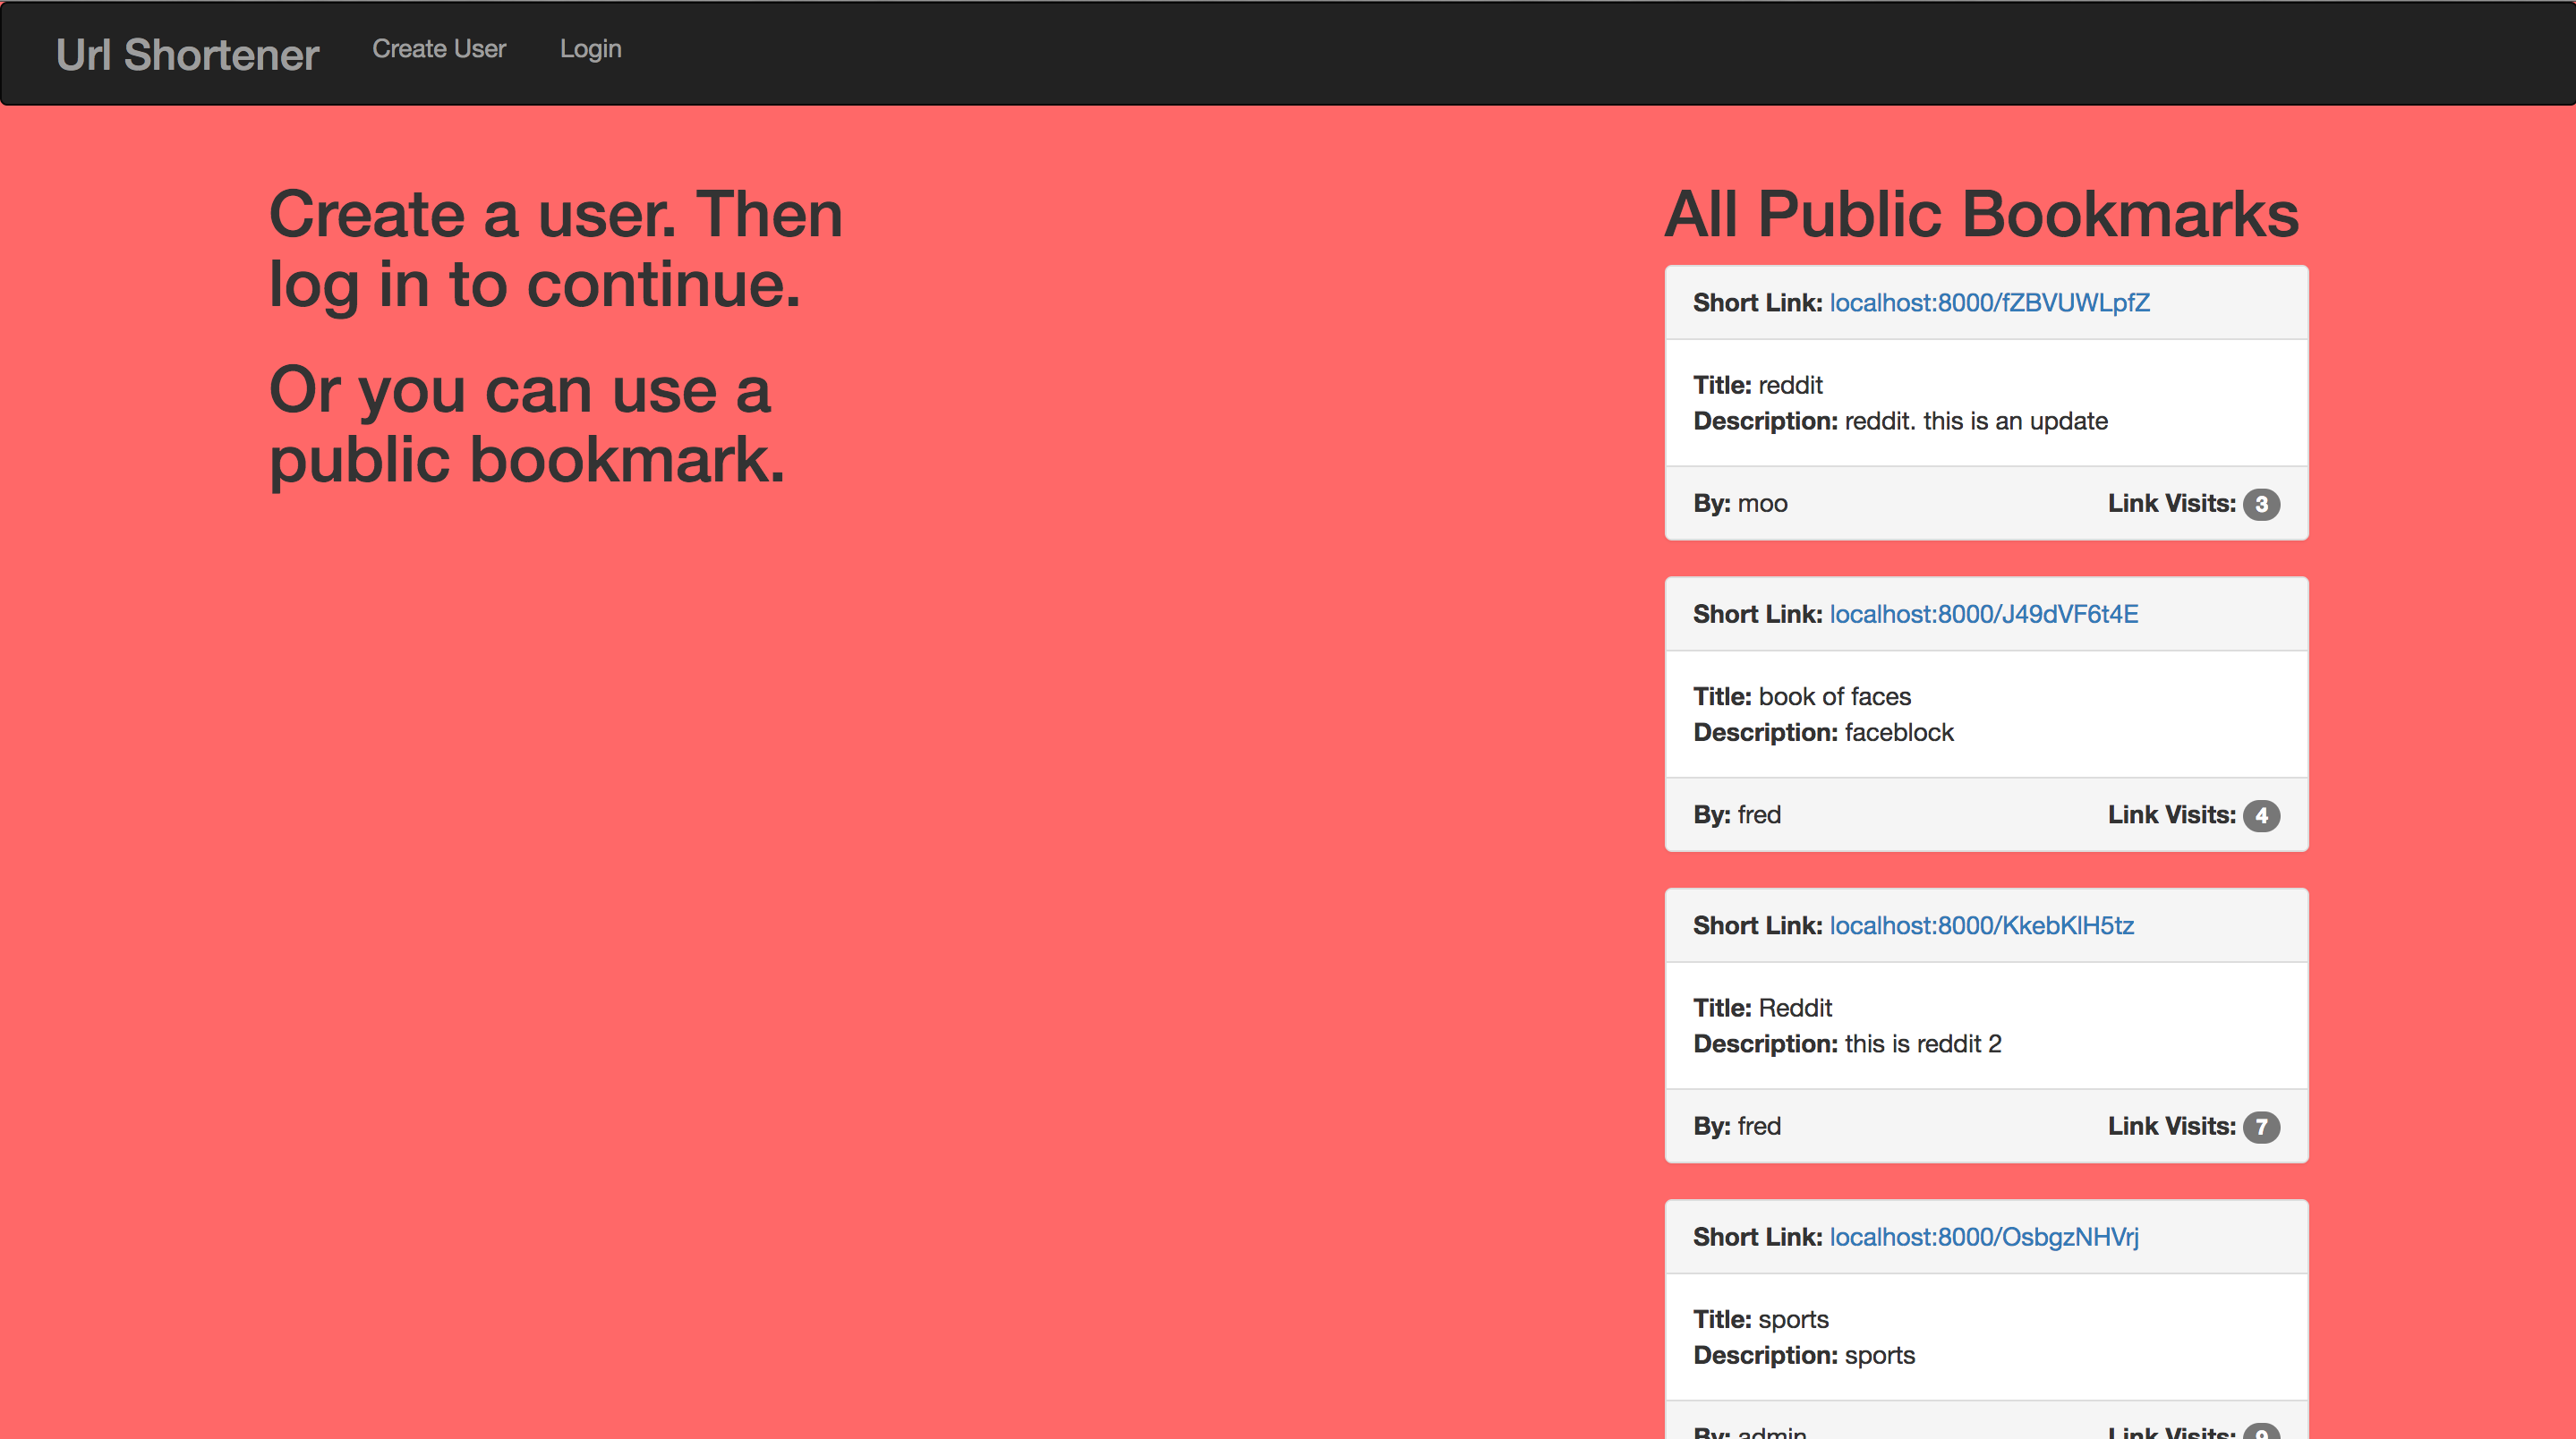 Url Shortener
Create User
Login
Create a user. Then
log in to continue.
Or you can use a
public bookmark.
All Public Bookmarks
Short Link: localhost:8000/fZBVUWLpfZ
Title: reddit
Description: reddit. this is an update
By: moo
Link Visits: 3
Short Link: localhost:8000/J49dVF6t4E
Title: book of faces
Description: faceblock
By: fred
Link Visits: 4
Short Link: localhost:8000/KkebKlH5tz
Title: Reddit
Description: this is reddit 2
By: fred
Link Visits: 7
Short Link: localhost:8000/OsbgzNHVrj
Title: sports
Description: sports
By: admin
Link Visits: